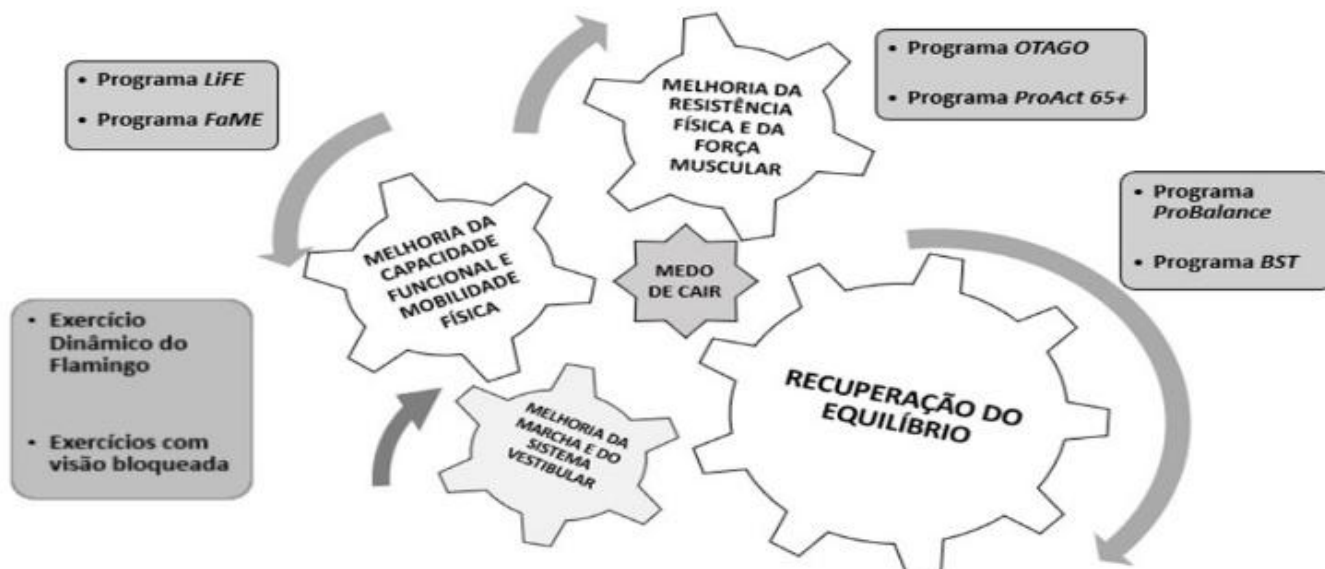 • Programa LiFE
• Programa FaME
MELHORIA DA
RESISTÊNCIA
FÍSICA E DA
FORÇA
MUSCULAR
• Programa OTAGO
• Programa ProAct 65+
MELHORIA DA
CAPACIDADE
FUNCIONAL E
MOBILIDADE
FÍSICA
MEDO
DE CAIR
• Programa
ProBalance
• Programa BST
• Exercício
Dinâmico do
Flamingo
• Exercícios com
visão bloqueada
MELHORIA DA
MARCHA E DO
SISTEMA
VESTIBULAR
RECUPERAÇÃO DO
EQUILÍBRIO